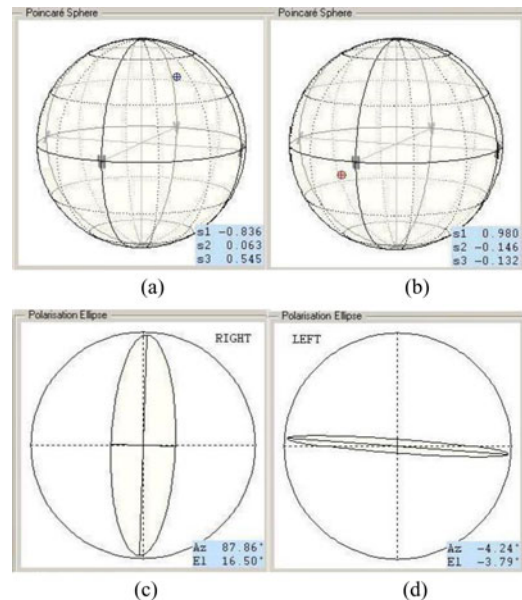 Poincaré Sphere
Poincaré Sphere
s1 -0.836
s2 0.063
s3 0.545
s1 0.980
s2 -0.146
s3 -0.132
(a)
(b)
Polarisation Ellipse
Polarisation Ellipse
RIGHT
LEFT
Az 87.86°
El 16.50°
Az -4.24°
El -3.79°
(c)
(d)